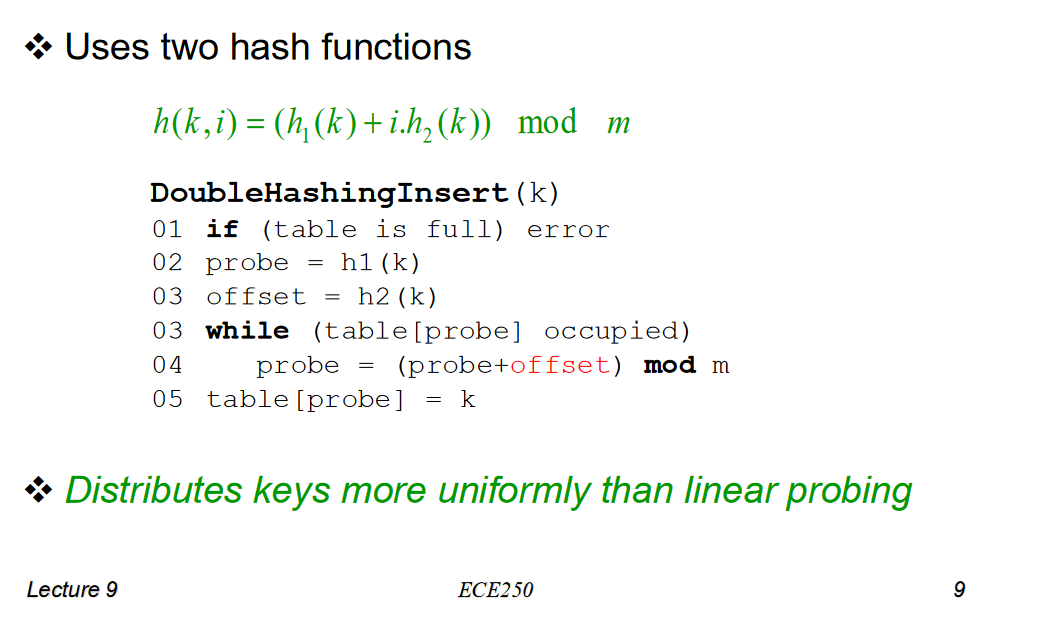 ❖ Uses two hash functions
h(k,i) = (h₁(k) + i.h₂(k)) mod m
DoubleHashingInsert(k)
01 if (table is full) error
02 probe = h1(k)
03 offset = h2(k)
03 while (table[probe] occupied)
04 probe = (probe+offset) mod m
05 table[probe] = k
❖ Distributes keys more uniformly than linear probing
Lecture 9 ECE250 9